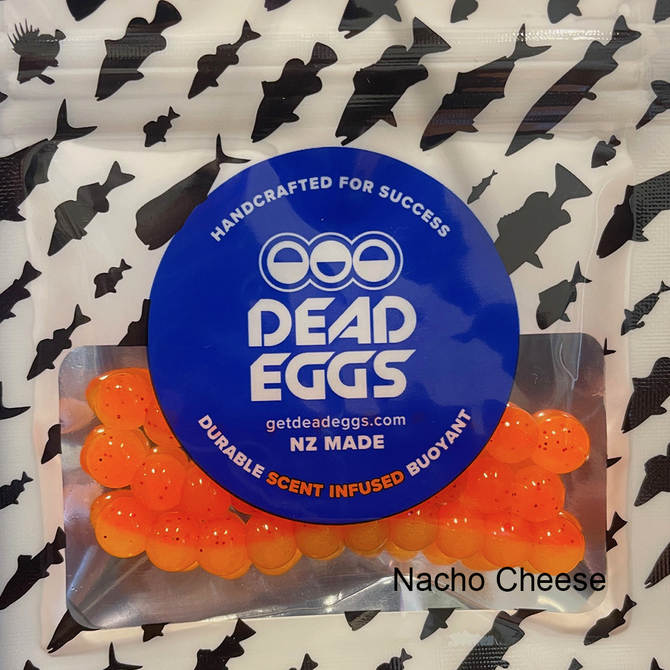 HANDCRAFTED FOR SUCCESS
DEAD
EGGS
getdeadeggs.com
NZ MADE
DURABLE SCENT INFUSED BUOYANT
Nacho Cheese